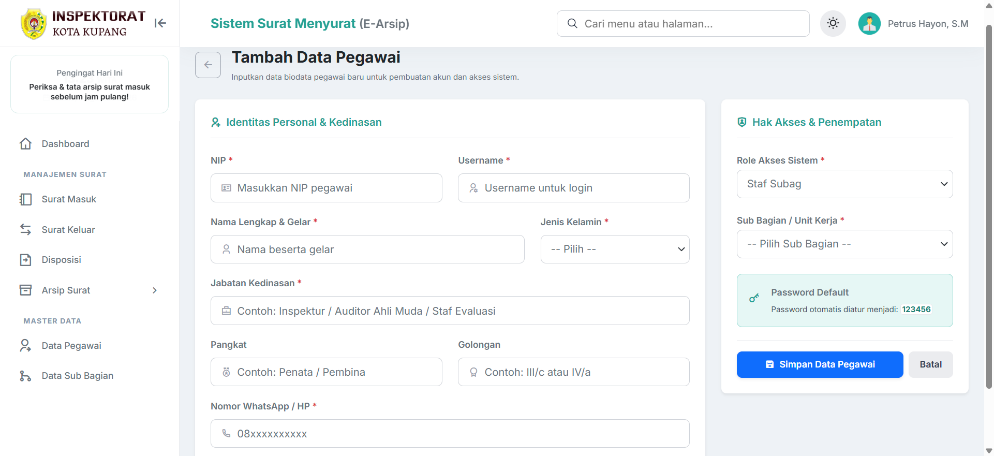 INSPEKTORAT
KOTA KUPANG
Sistem Surat Menyurat (E-Arsip)
Cari menu atau halaman...
Petrus Hayon, S.M
Pengingat Hari Ini
Periksa & tata arsip surat masuk
sebelum jam pulang!
Dashboard
MANAJEMEN SURAT
Surat Masuk
Surat Keluar
Disposisi
Arsip Surat
MASTER DATA
Data Pegawai
Data Sub Bagian
Tambah Data Pegawai
Inputkan data biodata pegawai baru untuk pembuatan akun dan akses sistem.
Identitas Personal & Kedinasan
NIP *
Masukkan NIP pegawai
Username *
Username untuk login
Nama Lengkap & Gelar *
Nama beserta gelar
Jenis Kelamin *
-- Pilih --
Jabatan Kedinasan *
Contoh: Inspektur / Auditor Ahli Muda / Staf Evaluasi
Pangkat
Contoh: Penata / Pembina
Golongan
Contoh: III/c atau IV/a
Nomor WhatsApp / HP *
08xxxxxxxxxx
Hak Akses & Penempatan
Role Akses Sistem *
Staf Subag
Sub Bagian / Unit Kerja *
-- Pilih Sub Bagian --
Password Default
Password otomatis diatur menjadi: 123456
Simpan Data Pegawai
Batal